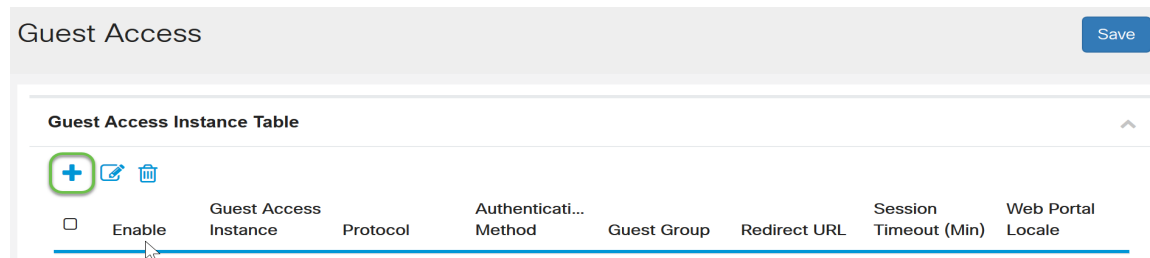 Guest Access
Save
Guest Access Instance Table
Enable
Guest Access
Instance
Protocol
Authenticati...
Method
Guest Group
Redirect URL
Session
Timeout (Min)
Web Portal
Locale